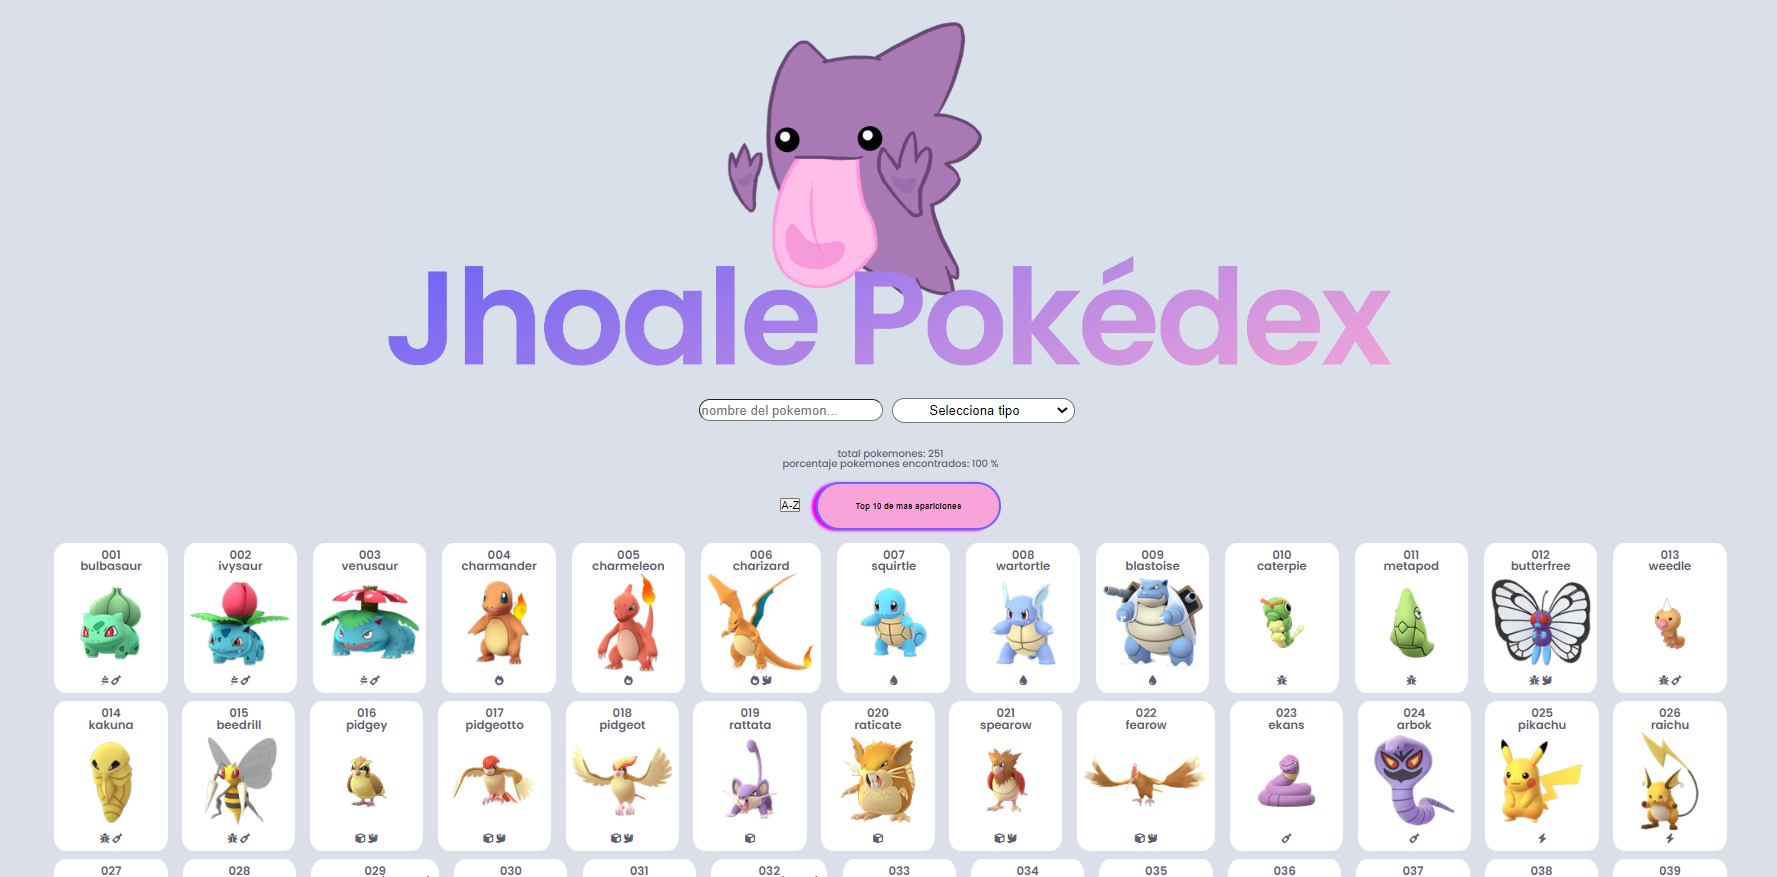 Jhoale Pokédex
nombre del pokemon...
Selecciona tipo
total pokemones: 251
porcentaje pokemones encontrados: 100 %
A-Z
Top 10 de mas apariciones
001
bulbasaur
002
ivysaur
003
venusaur
004
charmander
005
charmeleon
006
charizard
007
squirtle
008
wartortle
009
blastoise
010
caterpie
011
metapod
012
butterfree
013
weedle
014
kakuna
015
beedrill
016
pidgey
017
pidgeotto
018
pidgeot
019
rattata
020
raticate
021
spearow
022
fearow
023
ekans
024
arbok
025
pikachu
026
raichu
027
028
029
030
031
032
033
034
035
036
037
038
039